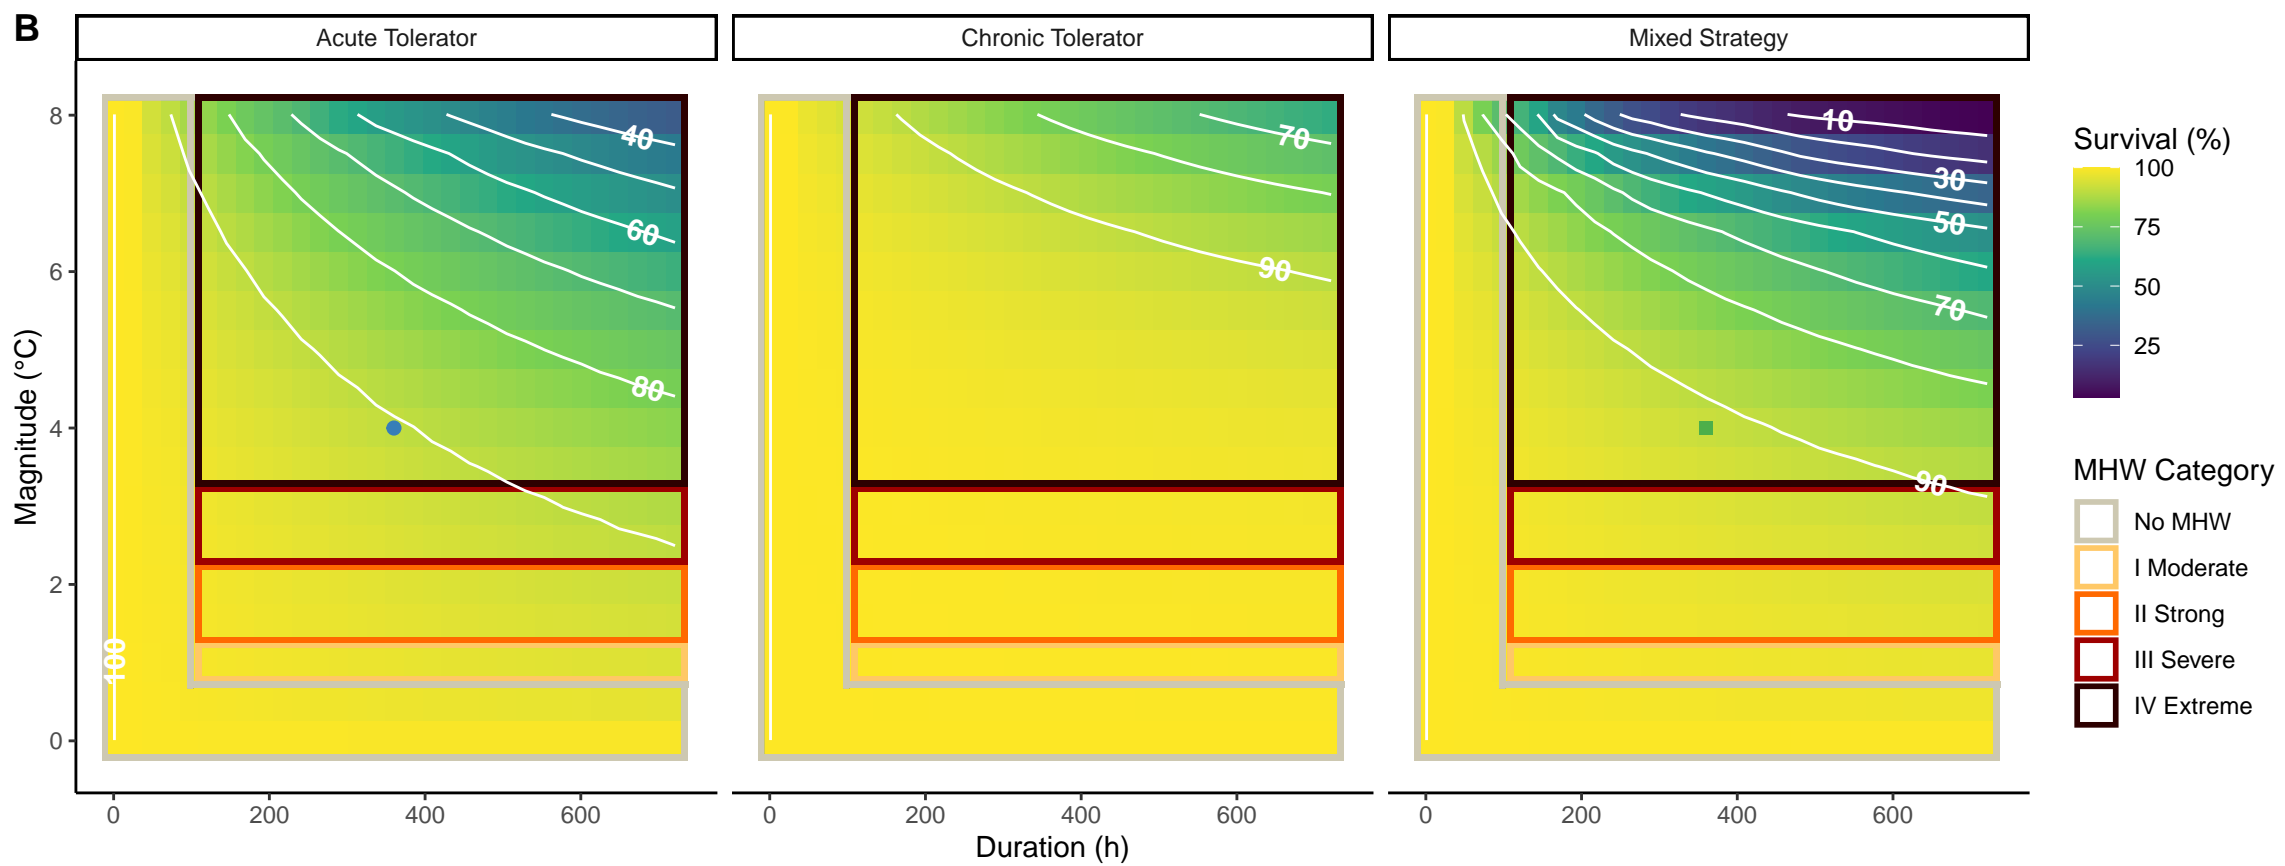 B
Acute Tolerator
Chronic Tolerator
Mixed Strategy
Magnitude (°C)
8
6
4
2
0
100
40
60
80
70
90
10
30
50
70
90
0
200
400
600
0
200
400
600
0
200
400
600
Duration (h)
Survival (%)
100
75
50
25
MHW Category
No MHW
I Moderate
II Strong
III Severe
IV Extreme